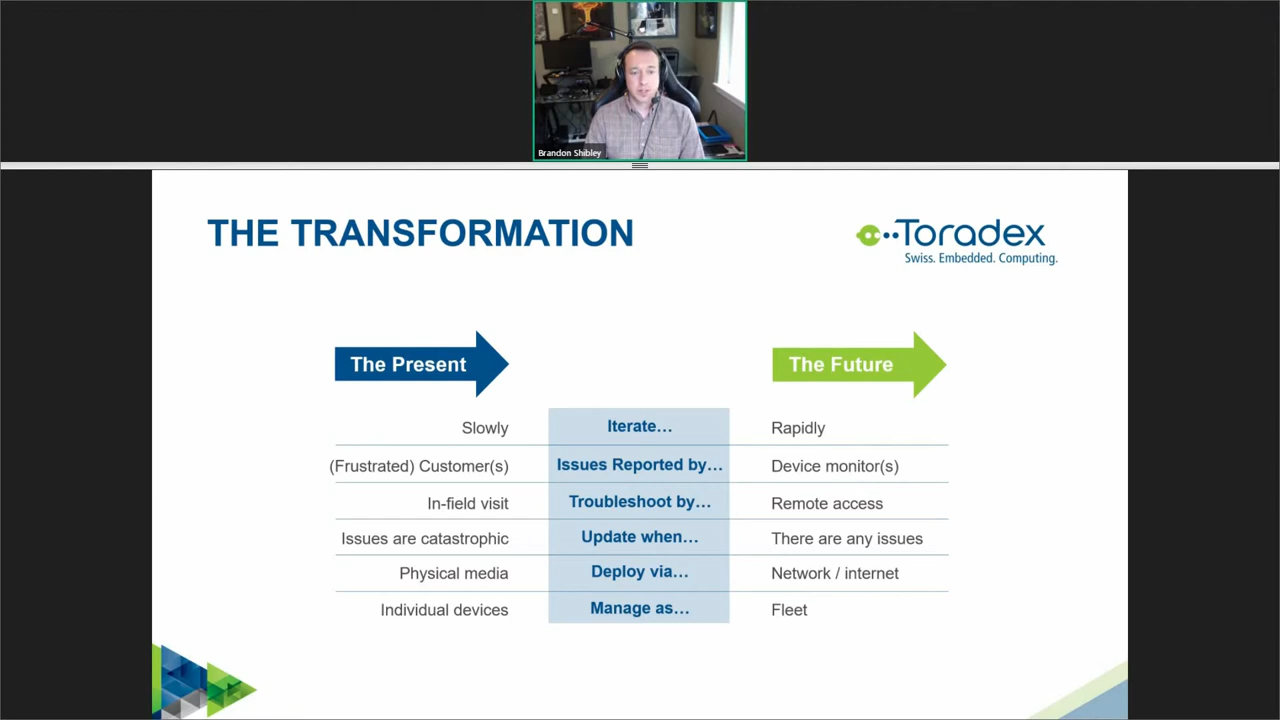 Brandon Shibley
THE TRANSFORMATION
Toradex
Swiss. Embedded. Computing.
The Present
The Future
Slowly Iterate… Rapidly
(Frustrated) Customer(s) Issues Reported by… Device monitor(s)
In-field visit Troubleshoot by… Remote access
Issues are catastrophic Update when… There are any issues
Physical media Deploy via… Network / internet
Individual devices Manage as… Fleet